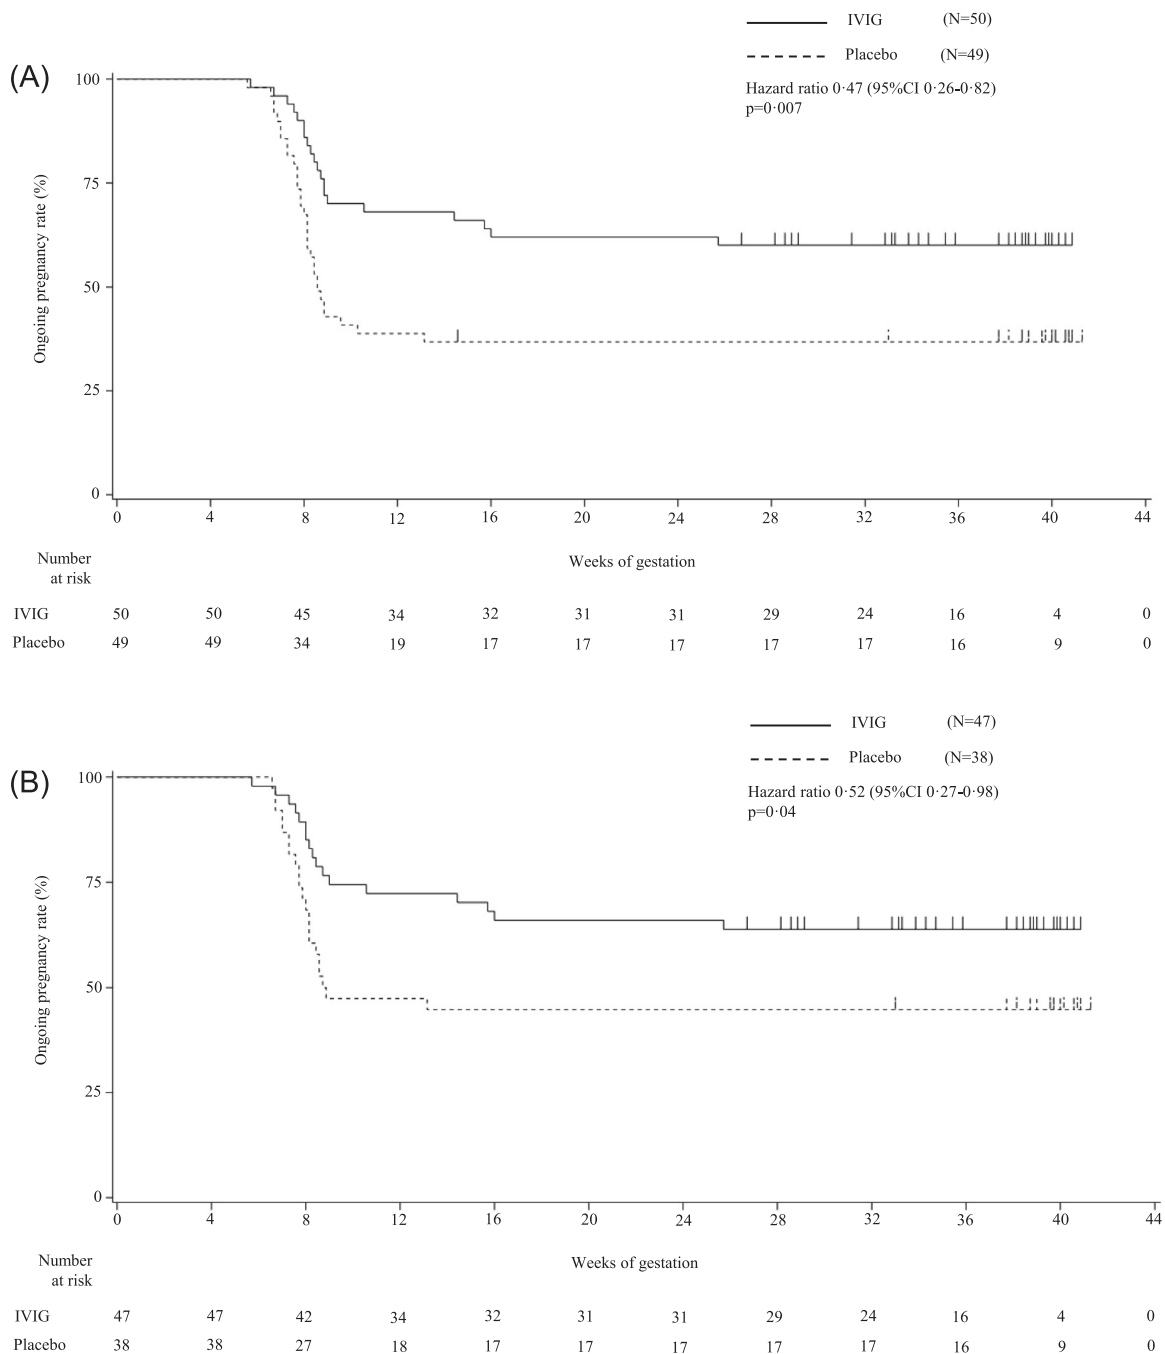 IVIG (N=50)
(A)
Placebo (N=49)
Hazard ratio 0·47 (95%CI 0·26-0·82)
p=0·007
100
75
50
25
0
Ongoing pregnancy rate (%)
0 4 8 12 16 20 24 28 32 36 40 44
Weeks of gestation
Number
at risk
IVIG 50 50 45 34 32 31 31 29 24 16 4 0
Placebo 49 49 34 19 17 17 17 17 17 16 9 0
IVIG (N=47)
(B)
Placebo (N=38)
Hazard ratio 0·52 (95%CI 0·27-0·98)
p=0·04
100
75
50
25
0
Ongoing pregnancy rate (%)
0 4 8 12 16 20 24 28 32 36 40 44
Weeks of gestation
Number
at risk
IVIG 47 47 42 34 32 31 31 29 24 16 4 0
Placebo 38 38 27 18 17 17 17 17 17 16 9 0